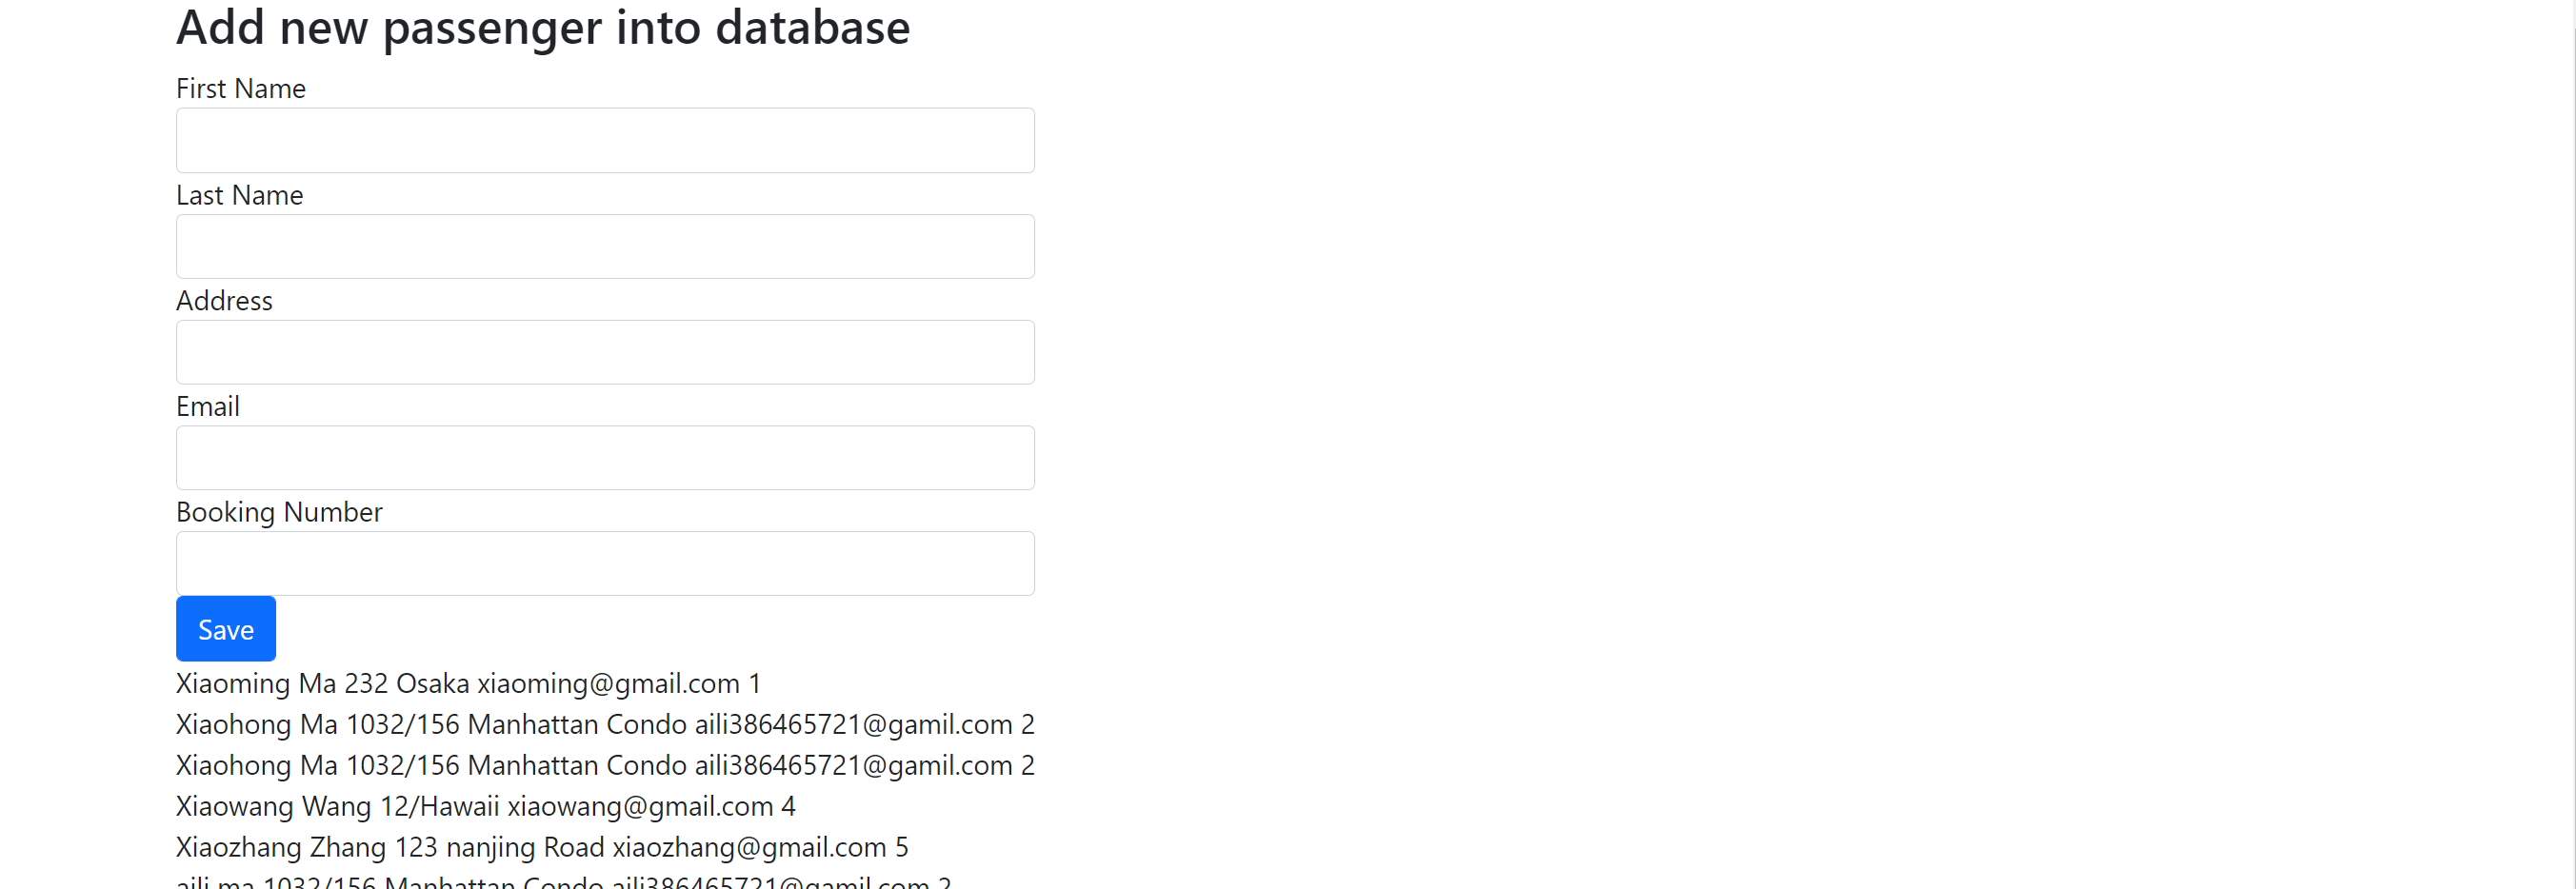 Add new passenger into database
First Name
Last Name
Address
Email
Booking Number
Save
Xiaoming Ma 232 Osaka xiaoming@gmail.com 1
Xiaohong Ma 1032/156 Manhattan Condo aili386465721@gamil.com 2
Xiaohong Ma 1032/156 Manhattan Condo aili386465721@gamil.com 2
Xiaowang Wang 12/Hawaii xiaowang@gmail.com 4
Xiaozhang Zhang 123 nanjing Road xiaozhang@gmail.com 5
aili ma 1032/156 Manhattan Condo aili386465721@gamil.com 2